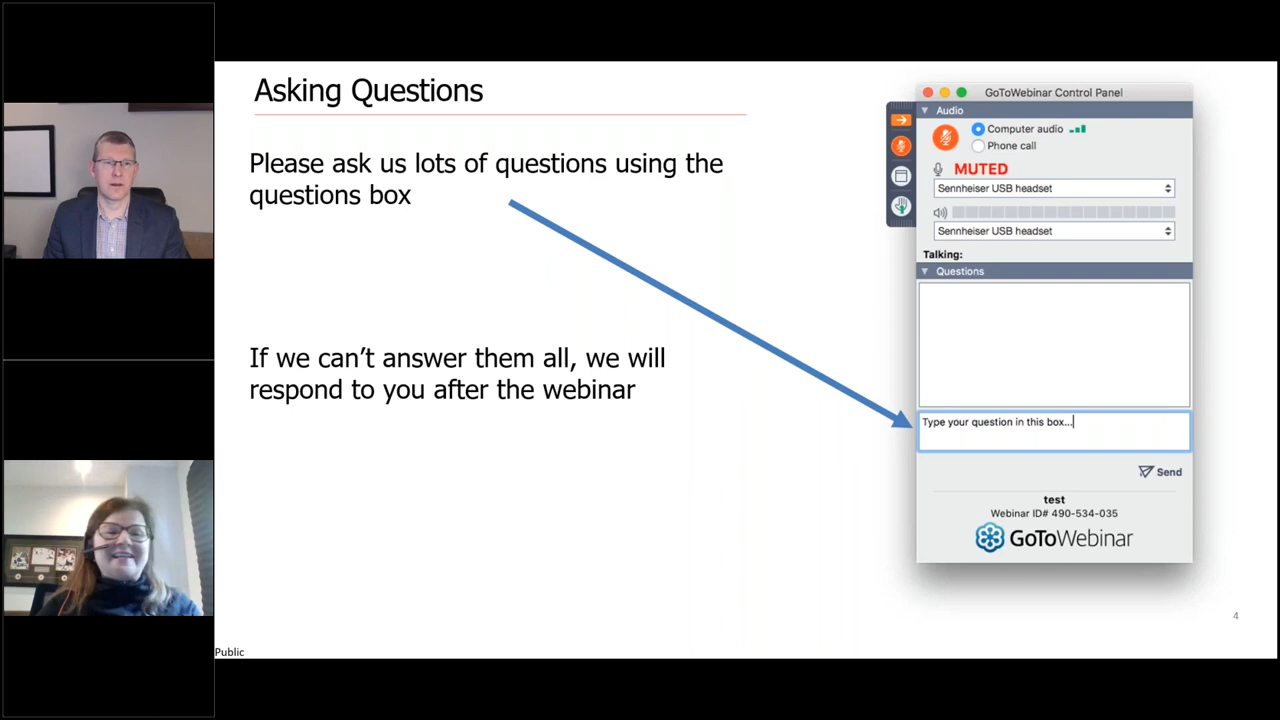 Asking Questions
Please ask us lots of questions using the
questions box
If we can't answer them all, we will
respond to you after the webinar
GoToWebinar Control Panel
Audio
Computer audio
Phone call
MUTED
Sennheiser USB headset
Sennheiser USB headset
Talking:
Questions
Type your question in this box...
Send
test
Webinar ID# 490-534-035
GoToWebinar
4
Public